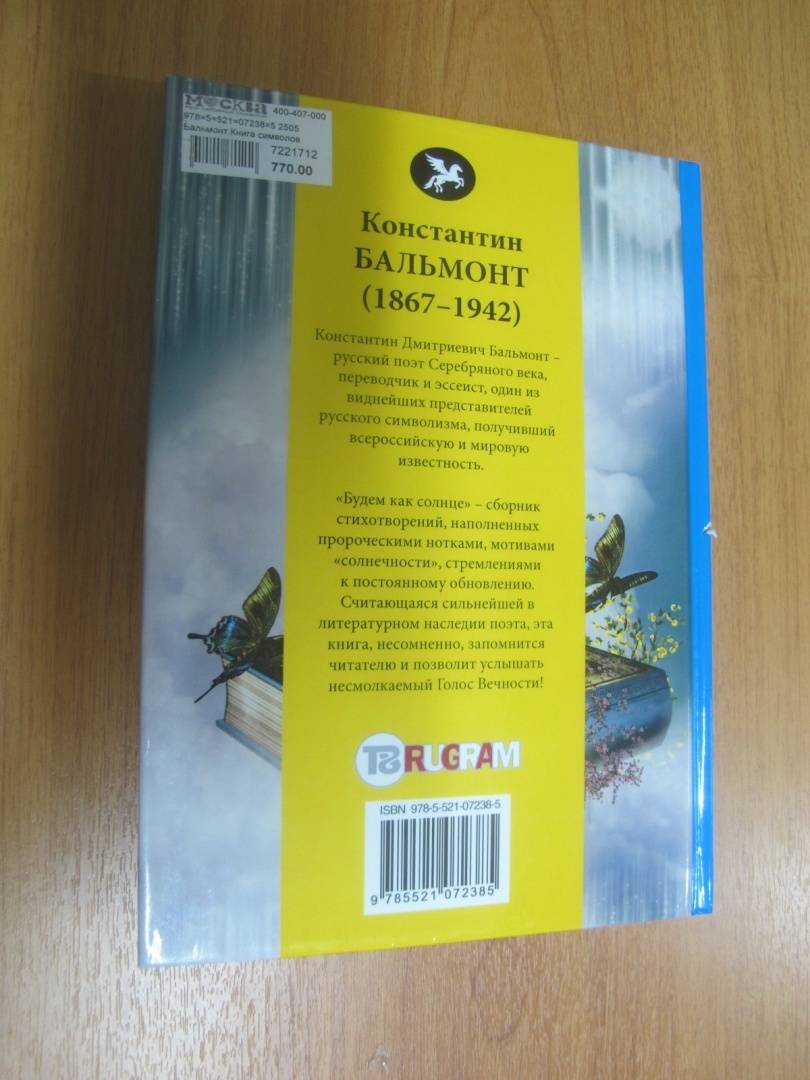 москва 400-407-000
978=5=521=07238=5 2505
Бальмонт.Книга символов
7221712
770.00
Константин
БАЛЬМОНТ
(1867–1942)
Константин Дмитриевич Бальмонт –
русский поэт Серебряного века,
переводчик и эссеист, один из
виднейших представителей
русского символизма, получивший
всероссийскую и мировую
известность.
«Будем как солнце» – сборник
стихотворений, наполненных
пророческими нотками, мотивами
«солнечности», стремлениями
к постоянному обновлению.
Считающаяся сильнейшей в
литературном наследии поэта, эта
книга, несомненно, запомнится
читателю и позволит услышать
несмолкаемый Голос Вечности!
T8 RUGRAM
ISBN 978-5-521-07238-5
9 785521 072385